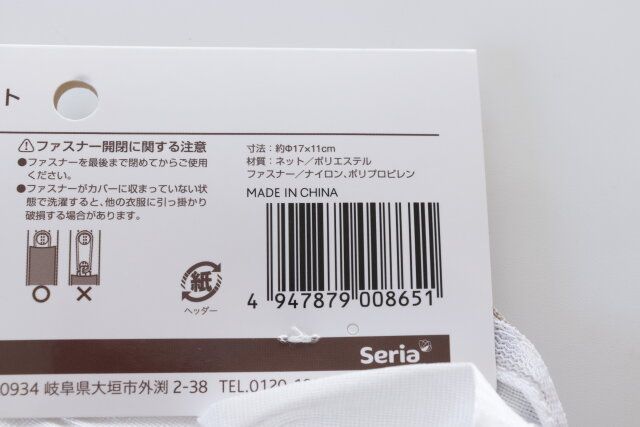 ト
⚠ファスナー開閉に関する注意
●ファスナーを最後まで閉めてからご使用
ください。
●ファスナーがカバーに収まっていない状
態で洗濯すると、他の衣服に引っ掛かり
破損する場合があります。
○ ×
紙
ヘッダー
寸法:約Φ17×11cm
材質:ネット/ポリエステル
ファスナー/ナイロン、ポリプロピレン
MADE IN CHINA
4 947879 008651
Seria
0934 岐阜県大垣市外渕 2-38 TEL.0120-